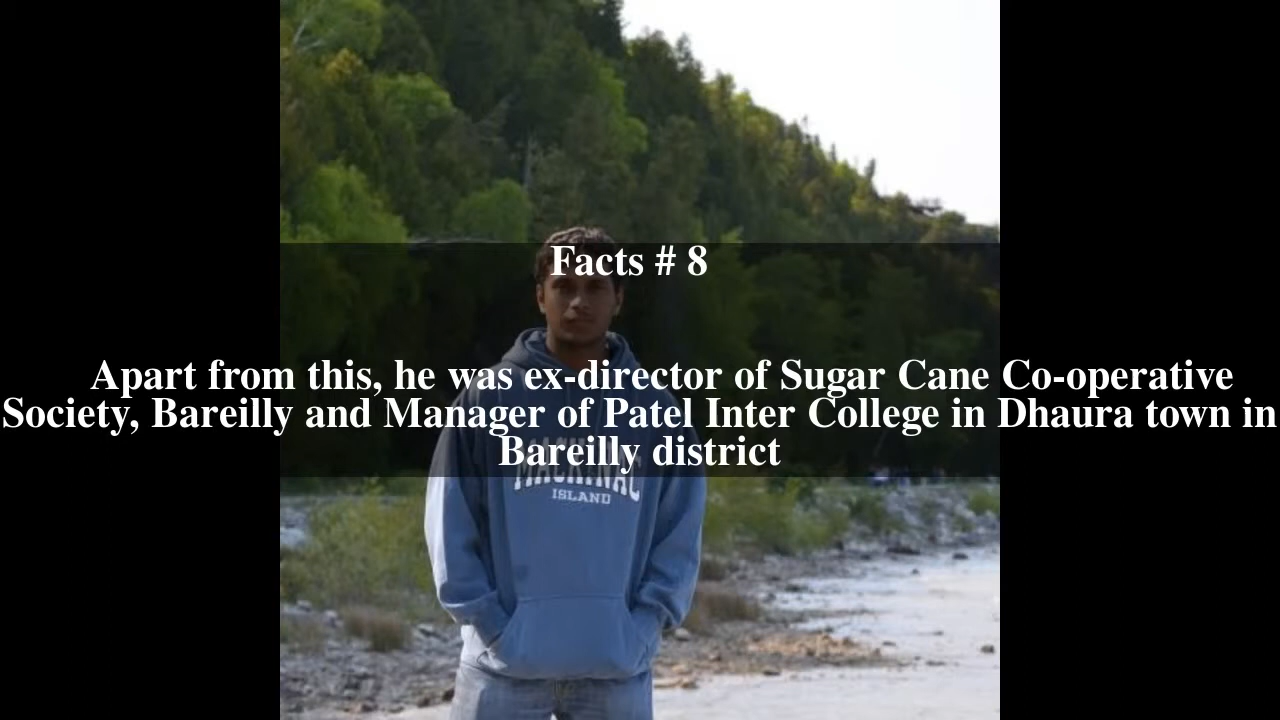 Facts # 8
Apart from this, he was ex-director of Sugar Cane Co-operative
Society, Bareilly and Manager of Patel Inter College in Dhaura town in
Bareilly district
MACKINAC
ISLAND